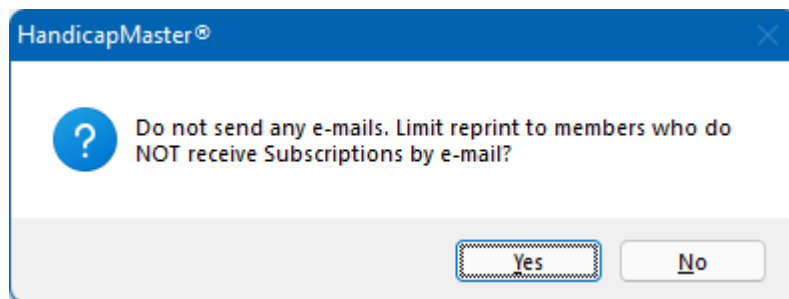 HandicapMaster®
Do not send any e-mails. Limit reprint to members who do
NOT receive Subscriptions by e-mail?
Yes
No